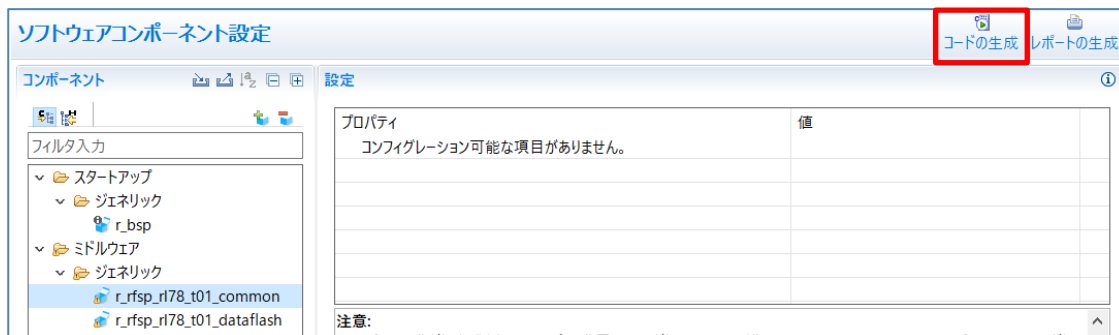 ソフトウェアコンポーネント設定
コードの生成 レポートの生成
コンポーネント
設定
フィルタ入力
スタートアップ
ジェネリック
r_bsp
ミドルウェア
ジェネリック
r_rfsp_rl78_t01_common
r_rfsp_rl78_t01_dataflash
プロパティ 値
コンフィグレーション可能な項目がありません。
注意: